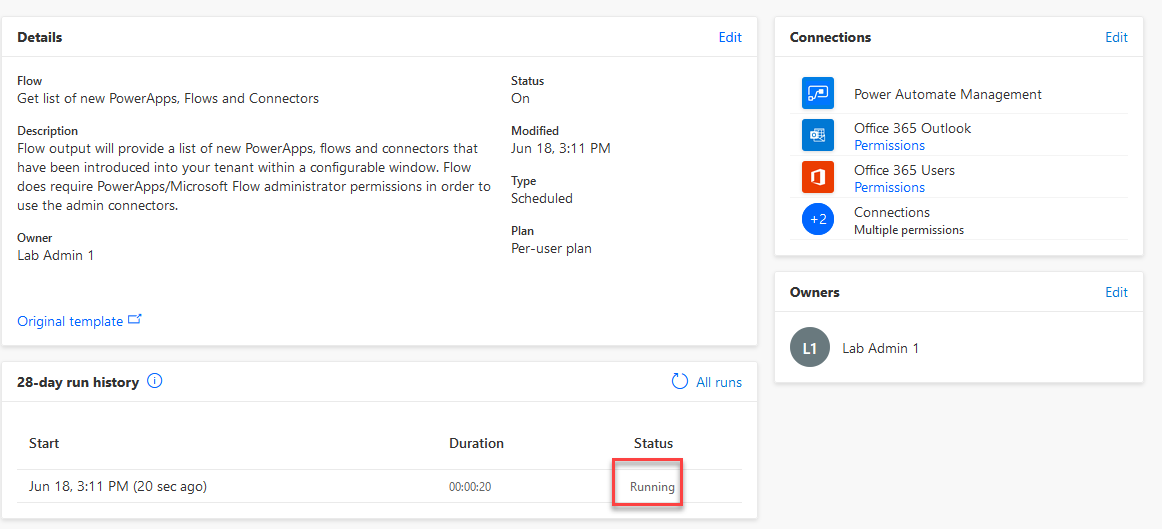 Details
Edit
Flow
Get list of new PowerApps, Flows and Connectors
Description
Flow output will provide a list of new PowerApps, flows and connectors that
have been introduced into your tenant within a configurable window. Flow
does require PowerApps/Microsoft Flow administrator permissions in order to
use the admin connectors.
Owner
Lab Admin 1
Status
On
Modified
Jun 18, 3:11 PM
Type
Scheduled
Plan
Per-user plan
Original template
28-day run history
All runs
Start Duration Status
Jun 18, 3:11 PM (20 sec ago) 00:00:20 Running
Connections
Edit
Power Automate Management
Office 365 Outlook
Permissions
Office 365 Users
Permissions
+2
Connections
Multiple permissions
Owners
Edit
L1
Lab Admin 1